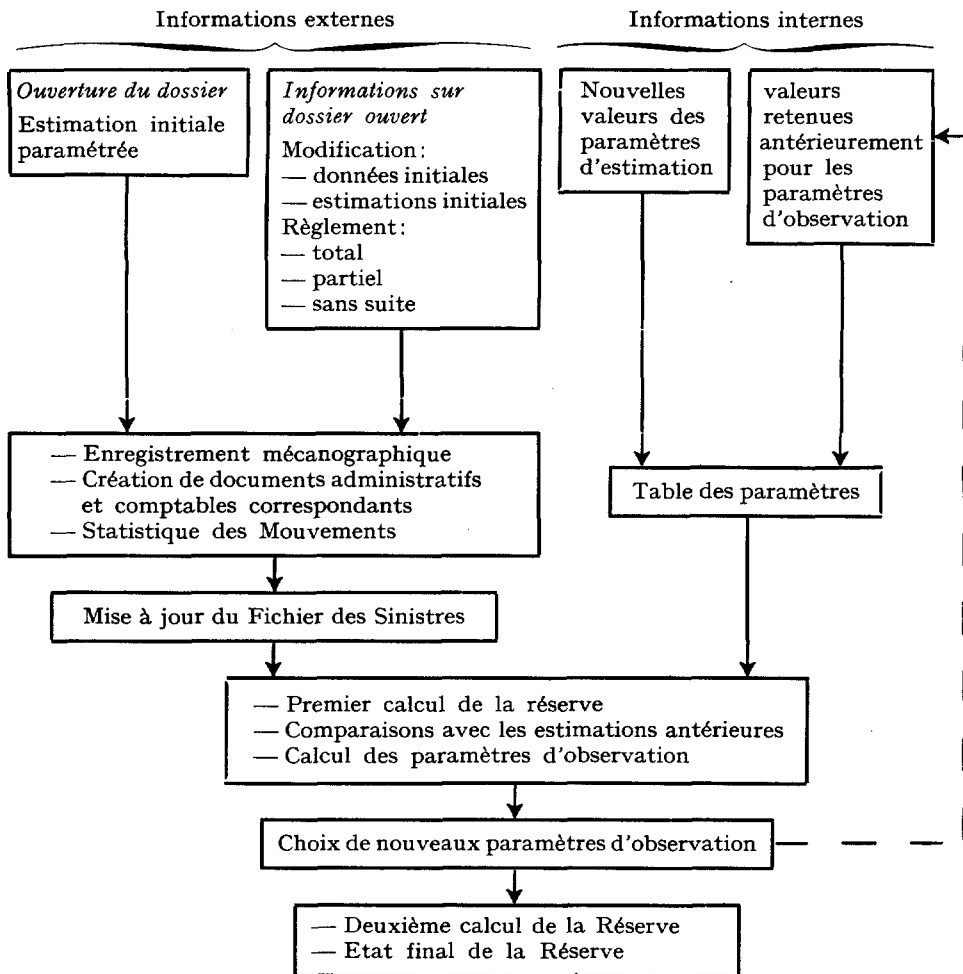 Informations externes
Informations internes
Ouverture du dossier
Estimation initiale
paramétrée
Informations sur
dossier ouvert
Modification:
— données initiales
— estimations initiales
Règlement:
— total
— partiel
— sans suite
Nouvelles
valeurs des
paramètres
d'estimation
valeurs
retenues
antérieurement
pour les
paramètres
d'observation
— Enregistrement mécanographique
— Création de documents administratifs
et comptables correspondants
— Statistique des Mouvements
Table des paramètres
Mise à jour du Fichier des Sinistres
— Premier calcul de la réserve
— Comparaisons avec les estimations antérieures
— Calcul des paramètres d'observation
Choix de nouveaux paramètres d'observation
— Deuxième calcul de la Réserve
— Etat final de la Réserve